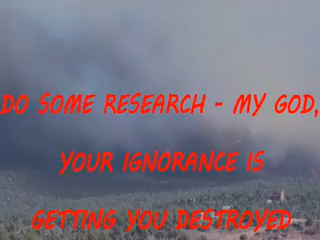 DO SOME RESEARCH - MY GOD,
YOUR IGNORANCE IS
GETTING YOU DESTROYED